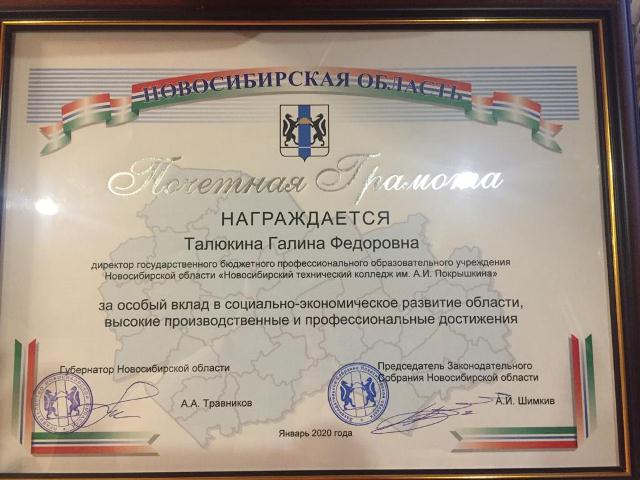 НОВОСИБИРСКАЯ ОБЛАСТЬ
Почетная Грамота
НАГРАЖДАЕТСЯ
Талюкина Галина Федоровна
директор государственного бюджетного профессионального образовательного учреждения
Новосибирской области «Новосибирский технический колледж им. А.И. Покрышкина»
за особый вклад в социально-экономическое развитие области,
высокие производственные и профессиональные достижения
Губернатор Новосибирской области
А.А. Травников
Председатель Законодательного
Собрания Новосибирской области
А.И. Шимкив
Январь 2020 года